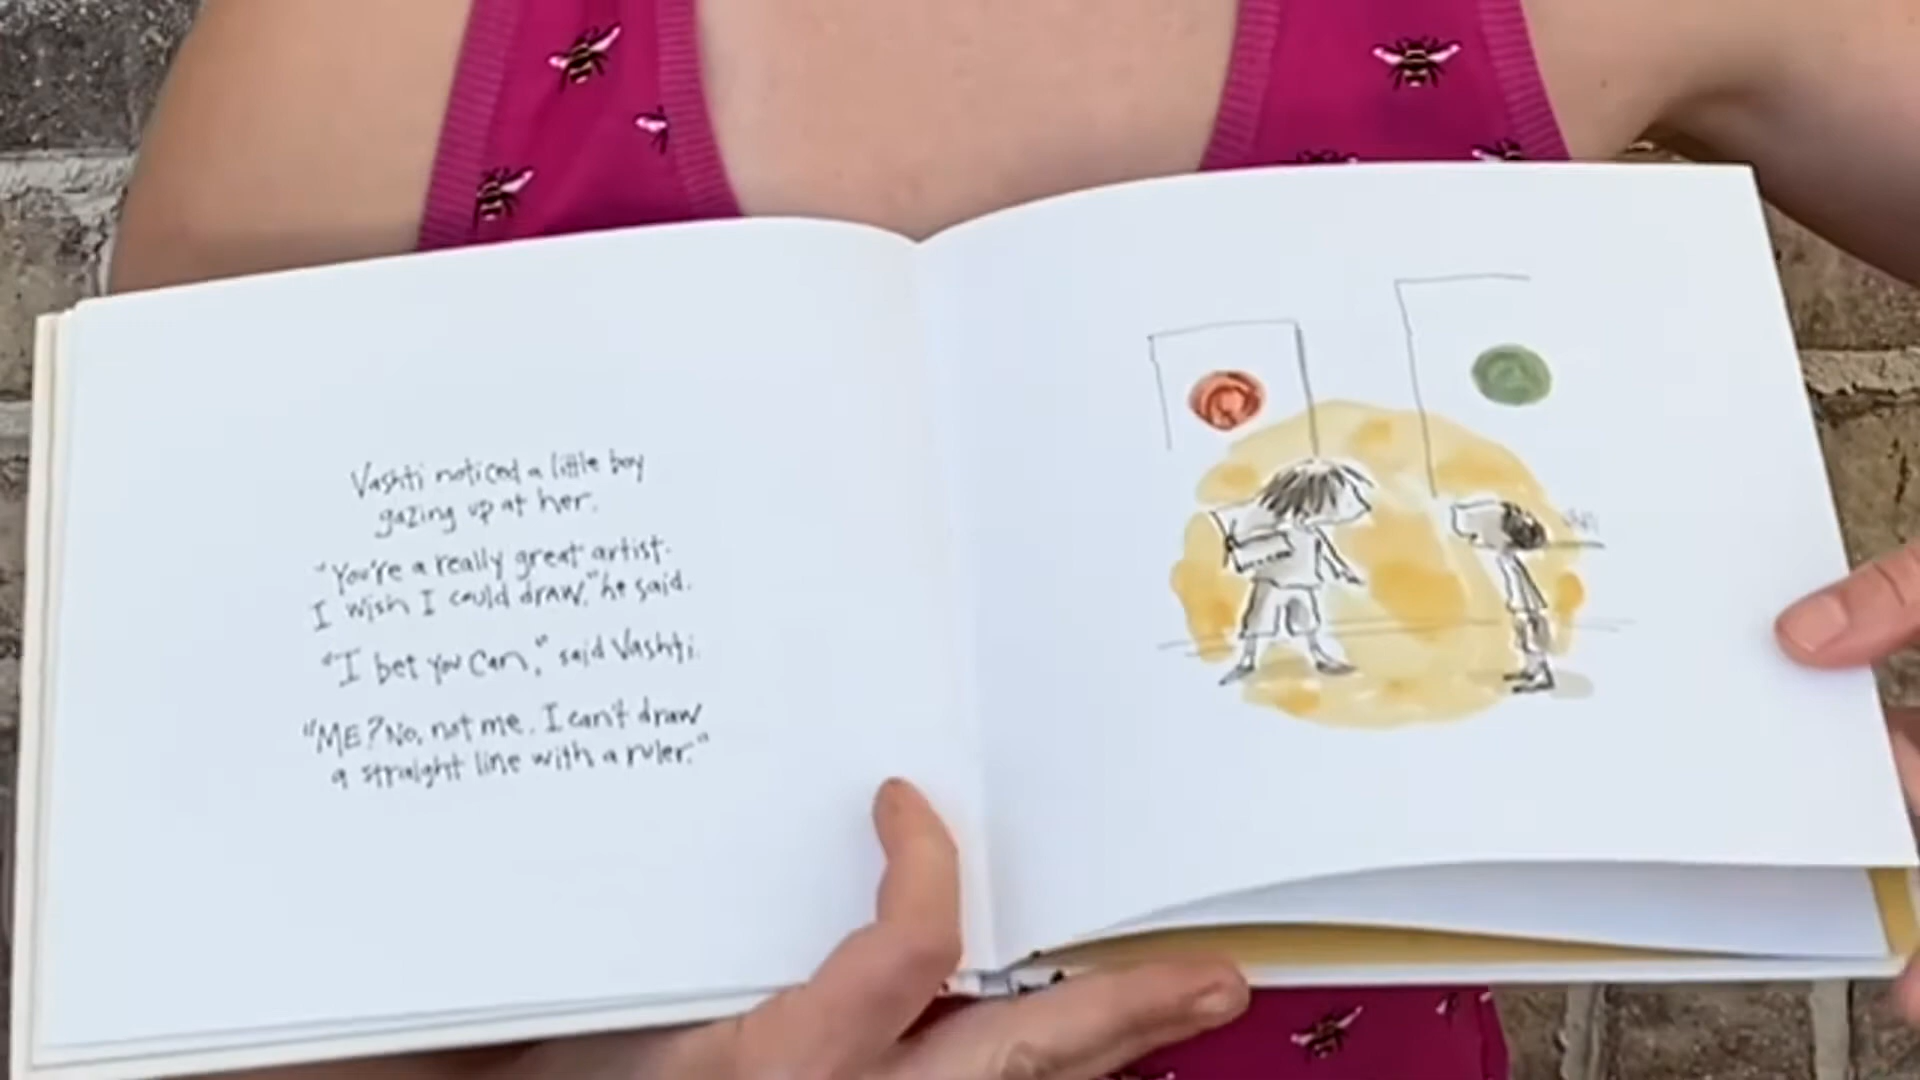 Vashti noticed a little boy
gazing up at her.
"You're a really great artist.
I wish I could draw," he said.
"I bet you can," said Vashti.
"ME? No, not me. I can't draw
a straight line with a ruler."